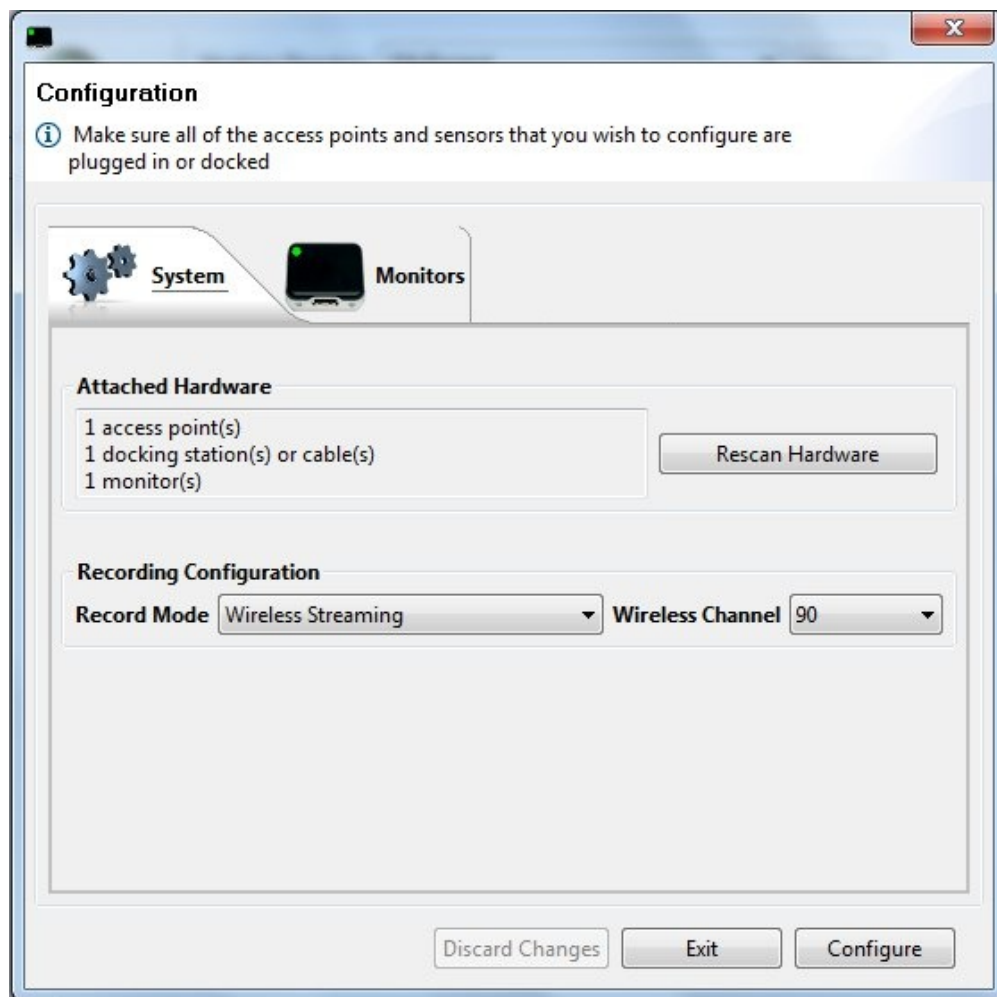 Configuration
Make sure all of the access points and sensors that you wish to configure are
plugged in or docked
System
Monitors
Attached Hardware
1 access point(s)
1 docking station(s) or cable(s)
1 monitor(s)
Rescan Hardware
Recording Configuration
Record Mode Wireless Streaming Wireless Channel 90
Discard Changes Exit Configure